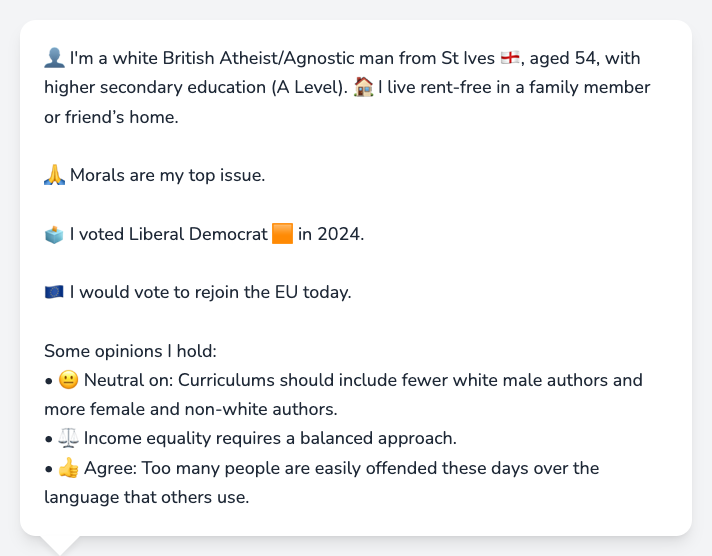 👤 I'm a white British Atheist/Agnostic man from St Ives 🏴󠁧󠁢󠁥󠁮󠁧󠁿, aged 54, with
higher secondary education (A Level). 🏠 I live rent-free in a family member
or friend’s home.
🙏 Morals are my top issue.
🗳️ I voted Liberal Democrat 🟧 in 2024.
🇪🇺 I would vote to rejoin the EU today.
Some opinions I hold:
• 😐 Neutral on: Curriculums should include fewer white male authors and
more female and non-white authors.
• ⚖️ Income equality requires a balanced approach.
• 👍 Agree: Too many people are easily offended these days over the
language that others use.